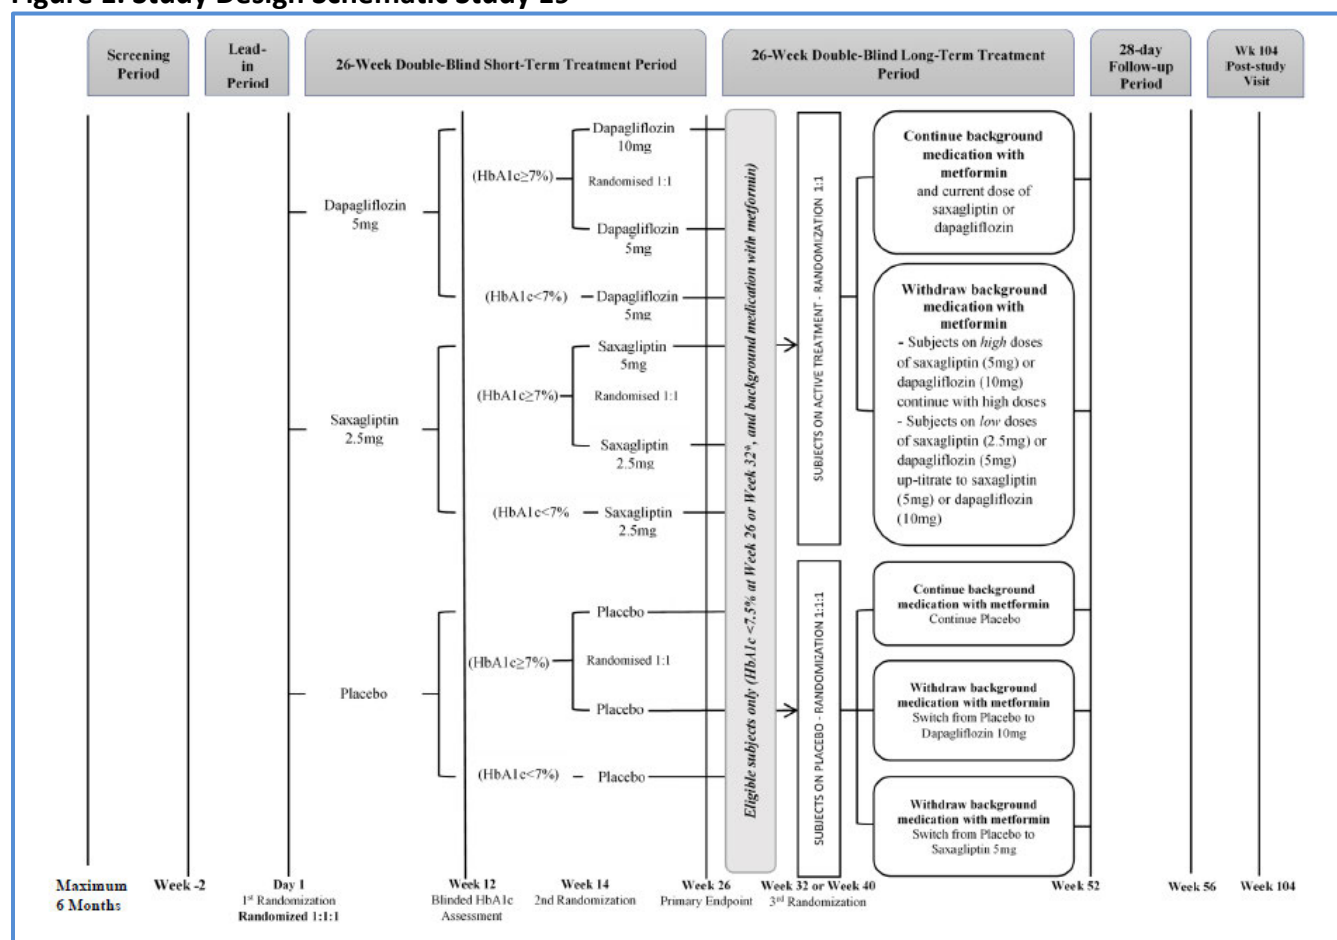 Figure 1. Study Design Schematic Study 15
Screening
Period
Lead-
in
Period
26-Week Double-Blind Short-Term Treatment Period
26-Week Double-Blind Long-Term Treatment
Period
28-day
Follow-up
Period
Wk 104
Post-study
Visit
Dapagliflozin
5mg
(HbA1c≥7%)
Dapagliflozin
10mg
Randomised 1:1
Dapagliflozin
5mg
(HbA1c<7%)
Dapagliflozin
5mg
Saxagliptin
2.5mg
(HbA1c≥7%)
Saxagliptin
5mg
Randomised 1:1
Saxagliptin
2.5mg
(HbA1c<7%
Saxagliptin
2.5mg
Placebo
(HbA1c≥7%)
Placebo
Randomised 1:1
Placebo
(HbA1c<7%)
Placebo
Eligible subjects only (HbA1c <7.5% at Week 26 or Week 32*, and background medication with metformin)
SUBJECTS ON ACTIVE TREATMENT - RANDOMIZATION 1:1
Continue background
medication with
metformin
and current dose of
saxagliptin or
dapagliflozin
Withdraw background
medication with
metformin
- Subjects on high doses
of saxagliptin (5mg) or
dapagliflozin (10mg)
continue with high doses
- Subjects on low doses
of saxagliptin (2.5mg) or
dapagliflozin (5mg)
up-titrate to saxagliptin
(5mg) or dapagliflozin
(10mg)
SUBJECTS ON PLACEBO - RANDOMIZATION 1:1:1
Continue background
medication with metformin
Continue Placebo
Withdraw background
medication with metformin
Switch from Placebo to
Dapagliflozin 10mg
Withdraw background
medication with metformin
Switch from Placebo to
Saxagliptin 5mg
Maximum
6 Months
Week -2
Day 1
1st Randomization
Randomized 1:1:1
Week 12
Blinded HbA1c
Assessment
Week 14
2nd Randomization
Week 26
Primary Endpoint
Week 32 or Week 40
3rd Randomization
Week 52
Week 56
Week 104